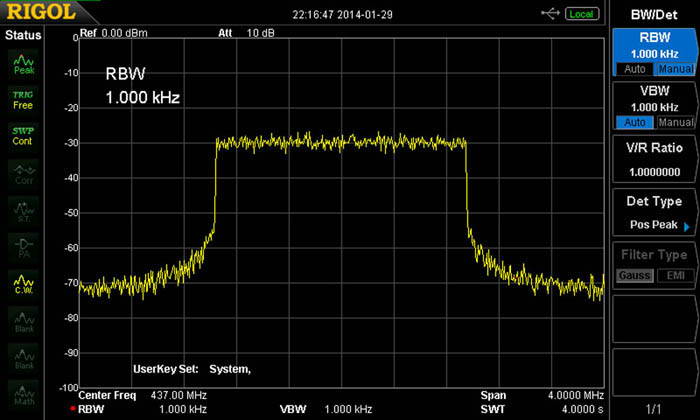 RIGOL
22:16:47 2014-01-29
Local
BW/Det
Status
Ref 0.00 dBm Att 10 dB
Peak
TRIG
Free
SWP
Cont
Corr
S.T.
PA
C.W.
Blank
Blank
Math
0
-10
-20
-30
-40
-50
-60
-70
-80
-90
-100
RBW
1.000 kHz
UserKey Set: System,
Center Freq 437.00 MHz Span 4.0000 MHz
RBW 1.000 kHz VBW 1.000 kHz SWT 4.0000 s
RBW
1.000 kHz
Auto Manual
VBW
1.000 kHz
Auto Manual
V/R Ratio
1.0000000
Det Type
Pos Peak
Filter Type
Gauss EMI
1/1